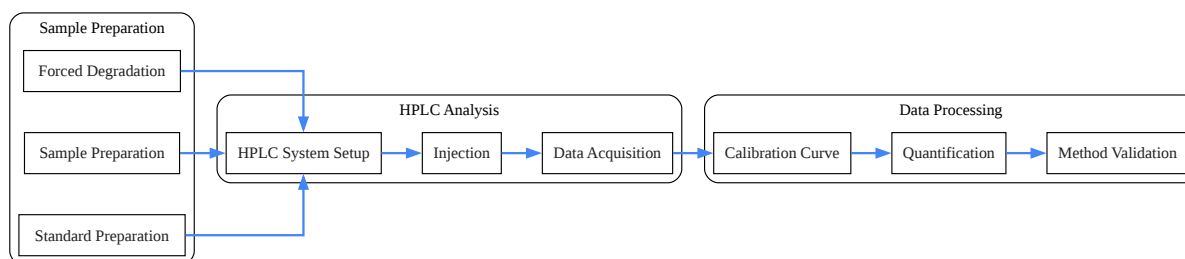 Sample Preparation
Forced Degradation
Sample Preparation
Standard Preparation
HPLC Analysis
HPLC System Setup
Injection
Data Acquisition
Data Processing
Calibration Curve
Quantification
Method Validation